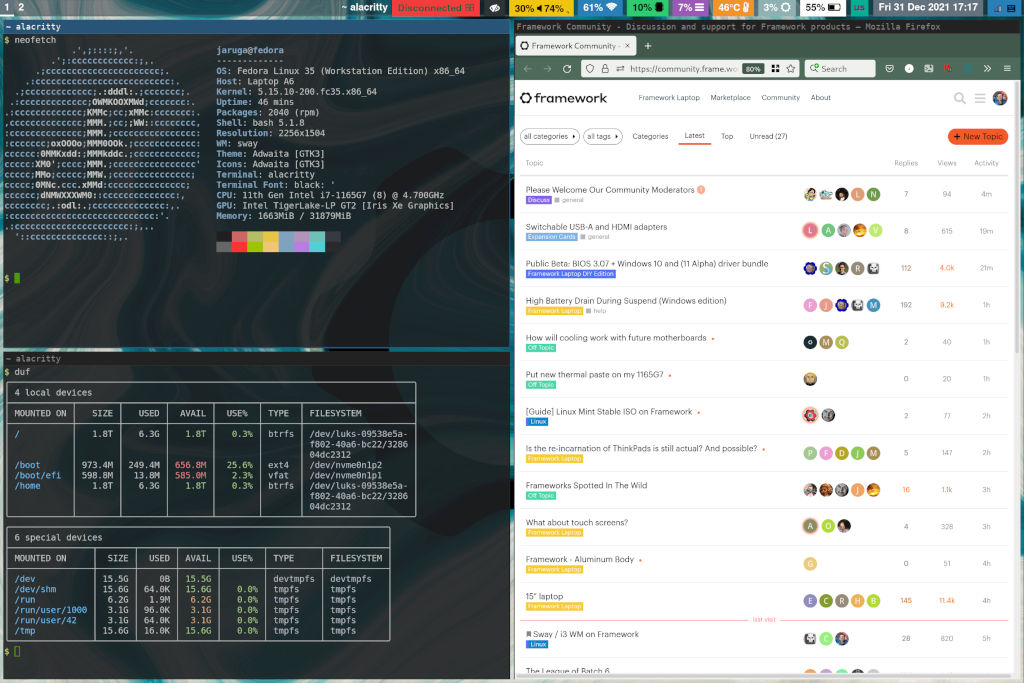 1 2
~ alacritty Disconnected
30% 74% 61% 10% 7% 46°C 3% 55% us Fri 31 Dec 2021 17:17
~ alacritty
$ neofetch
jaruga@fedora
-------------
OS: Fedora Linux 35 (Workstation Edition) x86_64
Host: Laptop A6
Kernel: 5.15.10-200.fc35.x86_64
Uptime: 46 mins
Packages: 2040 (rpm)
Shell: bash 5.1.8
Resolution: 2256x1504
WM: sway
Theme: Adwaita [GTK3]
Icons: Adwaita [GTK3]
Terminal: alacritty
Terminal Font: black: '
CPU: 11th Gen Intel i7-1165G7 (8) @ 4.700GHz
GPU: Intel TigerLake-LP GT2 [Iris Xe Graphics]
Memory: 1663MiB / 31879MiB
$
~ alacritty
$ duf
4 local devices
MOUNTED ON SIZE USED AVAIL USE% TYPE FILESYSTEM
/ 1.8T 6.3G 1.8T 0.3% btrfs /dev/luks-09538e5a-
f802-40a6-bc22/3286
04dc2312
/boot 973.4M 249.4M 656.8M 25.6% ext4 /dev/nvme0n1p2
/boot/efi 598.8M 13.8M 585.0M 2.3% vfat /dev/nvme0n1p1
/home 1.8T 6.3G 1.8T 0.3% btrfs /dev/luks-09538e5a-
f802-40a6-bc22/3286
04dc2312
6 special devices
MOUNTED ON SIZE USED AVAIL USE% TYPE FILESYSTEM
/dev 15.5G 0B 15.5G devtmpfs devtmpfs
/dev/shm 15.6G 64.0K 15.6G 0.0% tmpfs tmpfs
/run 6.2G 1.9M 6.2G 0.0% tmpfs tmpfs
/run/user/1000 3.1G 96.0K 3.1G 0.0% tmpfs tmpfs
/run/user/42 3.1G 64.0K 3.1G 0.0% tmpfs tmpfs
/tmp 15.6G 16.0K 15.6G 0.0% tmpfs tmpfs
$
Framework Community - Discussion and support for Framework products — Mozilla Firefox
Framework Community -
https://community.frame.wo 80% Search
framework Framework Laptop Marketplace Community About
all categories all tags Categories Latest Top Unread (27) + New Topic
Topic Replies Views Activity
Please Welcome Our Community Moderators 7 94 4m
Discuss general
Switchable USB-A and HDMI adapters L A V 8 615 19m
Expansion Cards general
Public Beta: BIOS 3.07 + Windows 10 and (11 Alpha) driver bundle S R 112 4.0k 21m
Framework Laptop DIY Edition
High Battery Drain During Suspend (Windows edition) F J M 192 9.2k 1h
Framework Laptop help
How will cooling work with future motherboards M Q 2 40 1h
Off Topic
Put new thermal paste on my 1165G7 0 20 1h
Off Topic
[Guide] Linux Mint Stable ISO on Framework 2 77 2h
Linux
Is the re-incarnation of ThinkPads is still actual? And possible? P F D J M 5 147 2h
Framework Laptop
Frameworks Spotted In The Wild J 16 1.1k 3h
Off Topic
What about touch screens? A O 4 328 3h
Framework Laptop
Framework - Aluminum Body G 0 51 4h
Framework Laptop
15" laptop E C R H B 145 11.4k 4h
Framework Laptop
last visit
Sway / i3 WM on Framework C 28 820 5h
Linux
The League of Batch 6